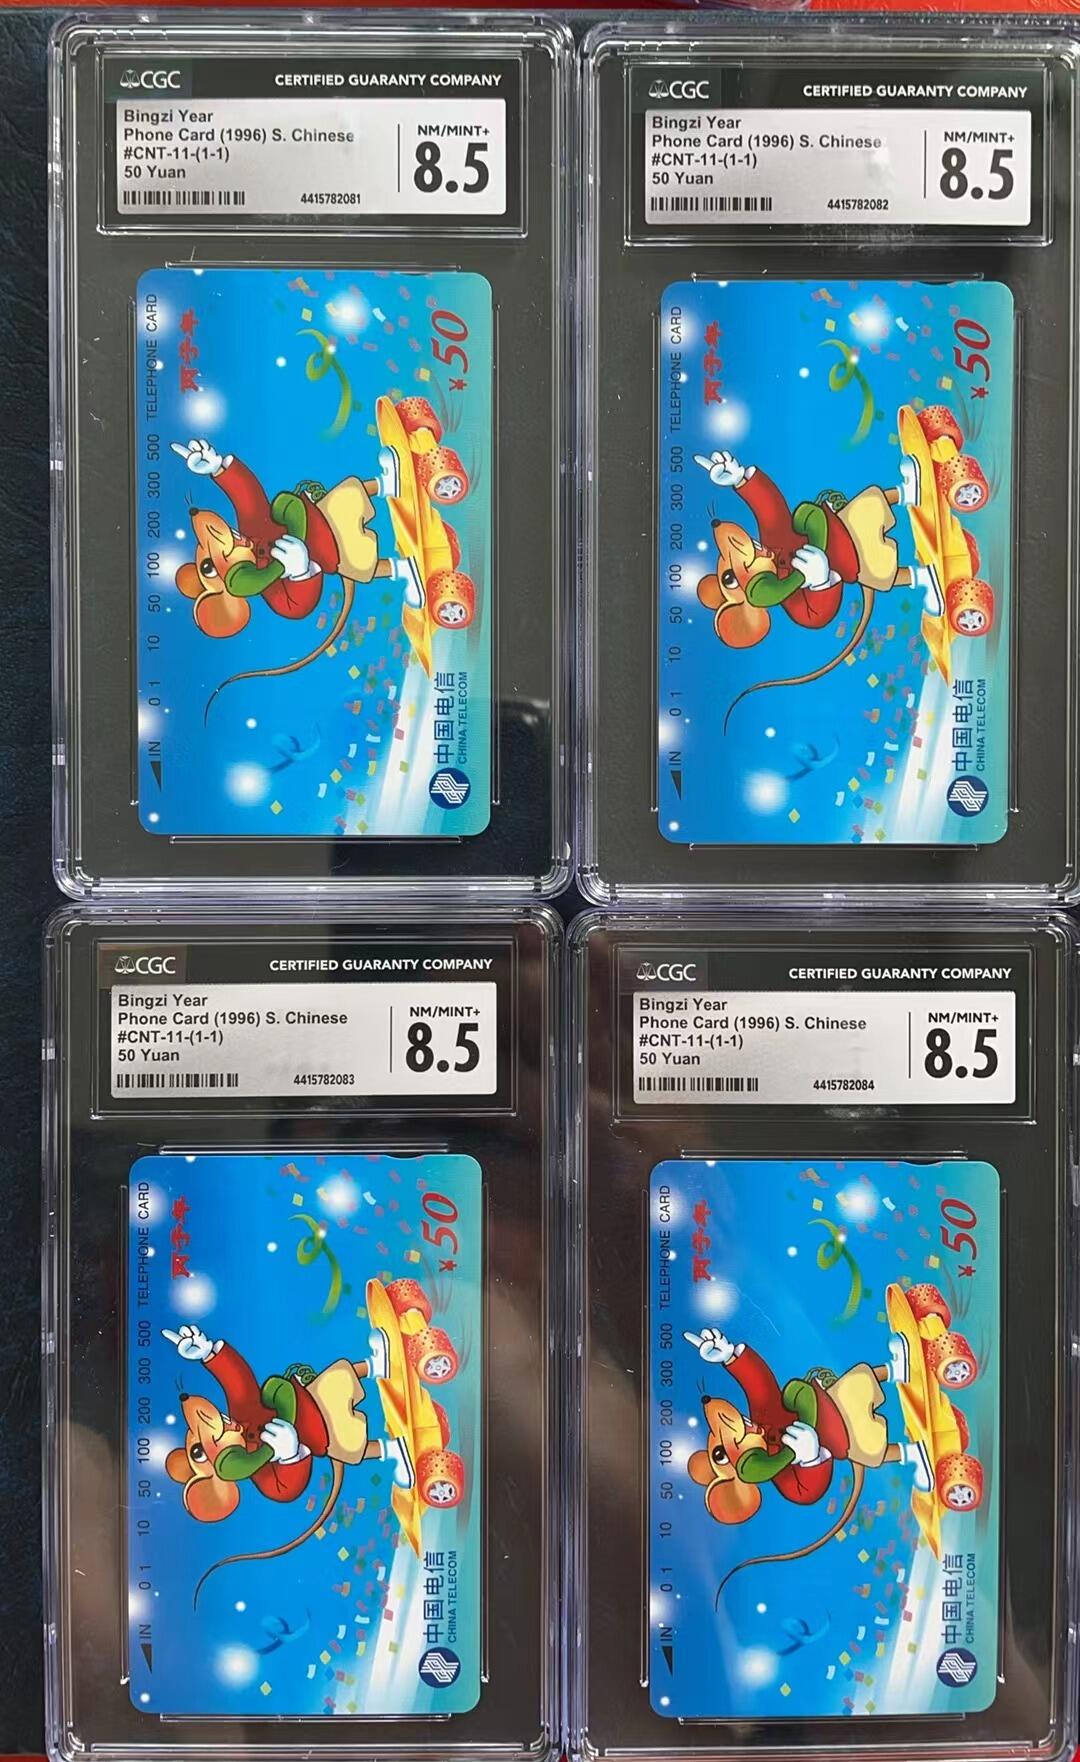 CGC CERTIFIED GUARANTY COMPANY
Bingzi Year
Phone Card (1996) S. Chinese
#CNT-11-(1-1)
50 Yuan
NM/MINT+
8.5
4415782081
IN 0 1 10 50 100 200 300 500 TELEPHONE CARD
丙子年
¥50
中国电信
CHINA TELECOM
CGC CERTIFIED GUARANTY COMPANY
Bingzi Year
Phone Card (1996) S. Chinese
#CNT-11-(1-1)
50 Yuan
NM/MINT+
8.5
4415782082
IN 0 1 10 50 100 200 300 500 TELEPHONE CARD
丙子年
¥50
中国电信
CHINA TELECOM
CGC CERTIFIED GUARANTY COMPANY
Bingzi Year
Phone Card (1996) S. Chinese
#CNT-11-(1-1)
50 Yuan
NM/MINT+
8.5
4415782083
IN 0 1 10 50 100 200 300 500 TELEPHONE CARD
丙子年
¥50
中国电信
CHINA TELECOM
CGC CERTIFIED GUARANTY COMPANY
Bingzi Year
Phone Card (1996) S. Chinese
#CNT-11-(1-1)
50 Yuan
NM/MINT+
8.5
4415782084
IN 0 1 10 50 100 200 300 500 TELEPHONE CARD
丙子年
¥50
中国电信
CHINA TELECOM